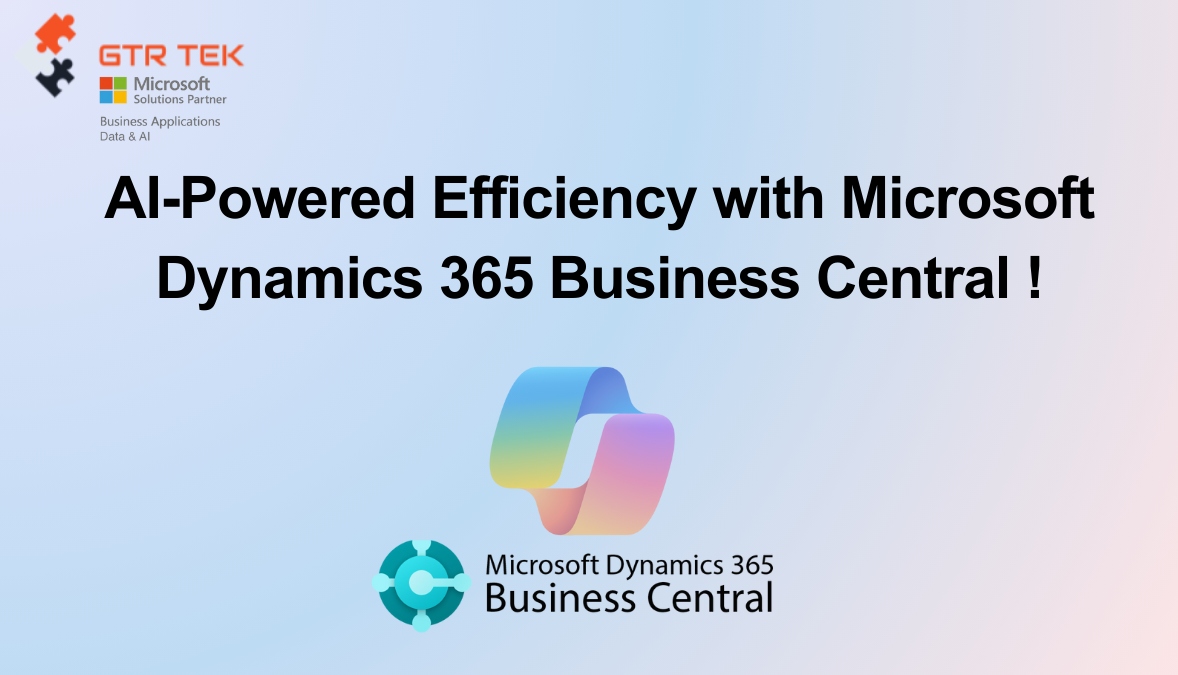 GTR TEK
Microsoft
Solutions Partner
Business Applications
Data & AI
AI-Powered Efficiency with Microsoft
Dynamics 365 Business Central !
Microsoft Dynamics 365
Business Central